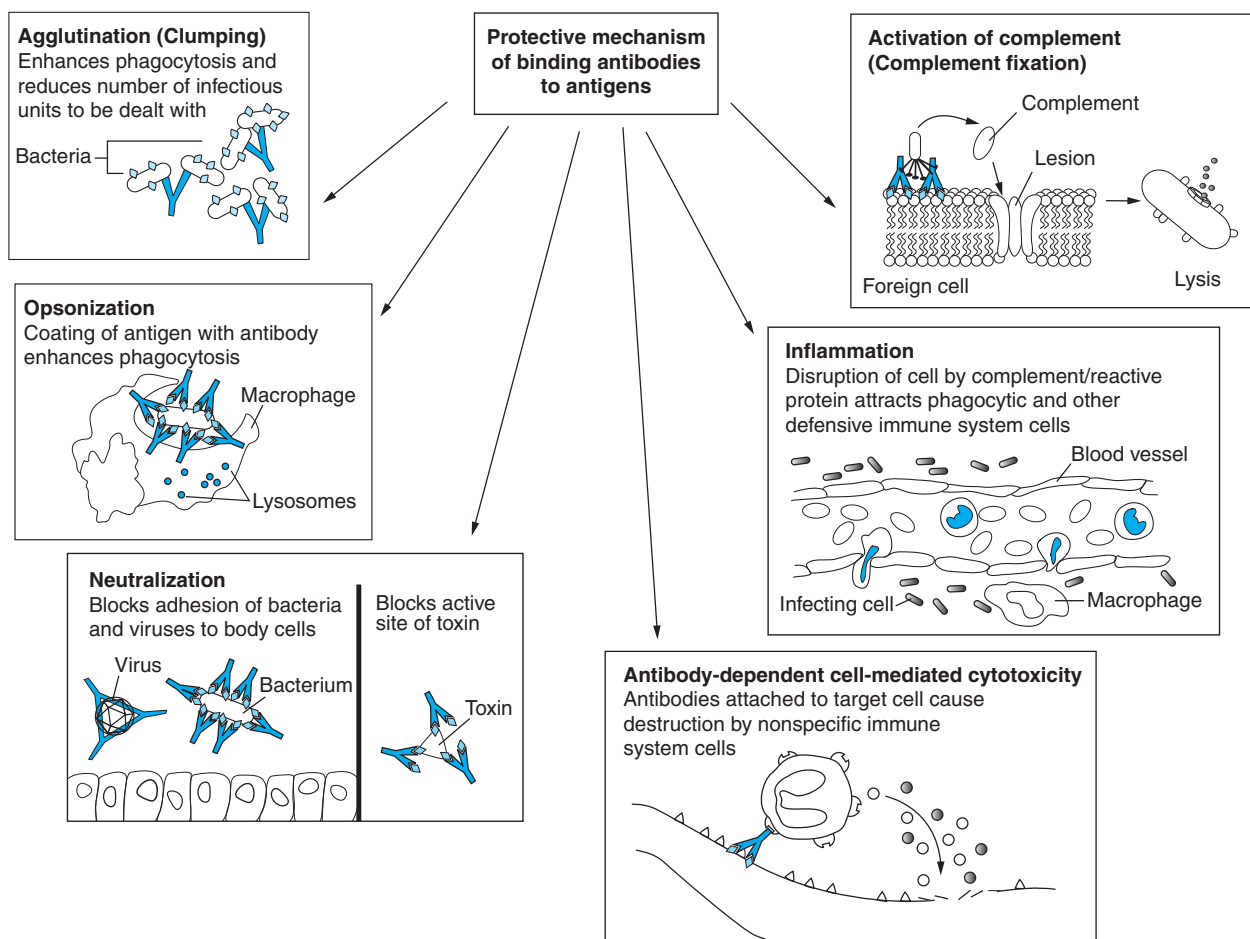 Protective mechanism
of binding antibodies
to antigens
Agglutination (Clumping)
Enhances phagocytosis and
reduces number of infectious
units to be dealt with
Bacteria
Opsonization
Coating of antigen with antibody
enhances phagocytosis
Macrophage
Lysosomes
Neutralization
Blocks adhesion of bacteria
and viruses to body cells
Virus
Bacterium
Blocks active
site of toxin
Toxin
Activation of complement
(Complement fixation)
Complement
Lesion
Foreign cell
Lysis
Inflammation
Disruption of cell by complement/reactive
protein attracts phagocytic and other
defensive immune system cells
Blood vessel
Infecting cell
Macrophage
Antibody-dependent cell-mediated cytotoxicity
Antibodies attached to target cell cause
destruction by nonspecific immune
system cells